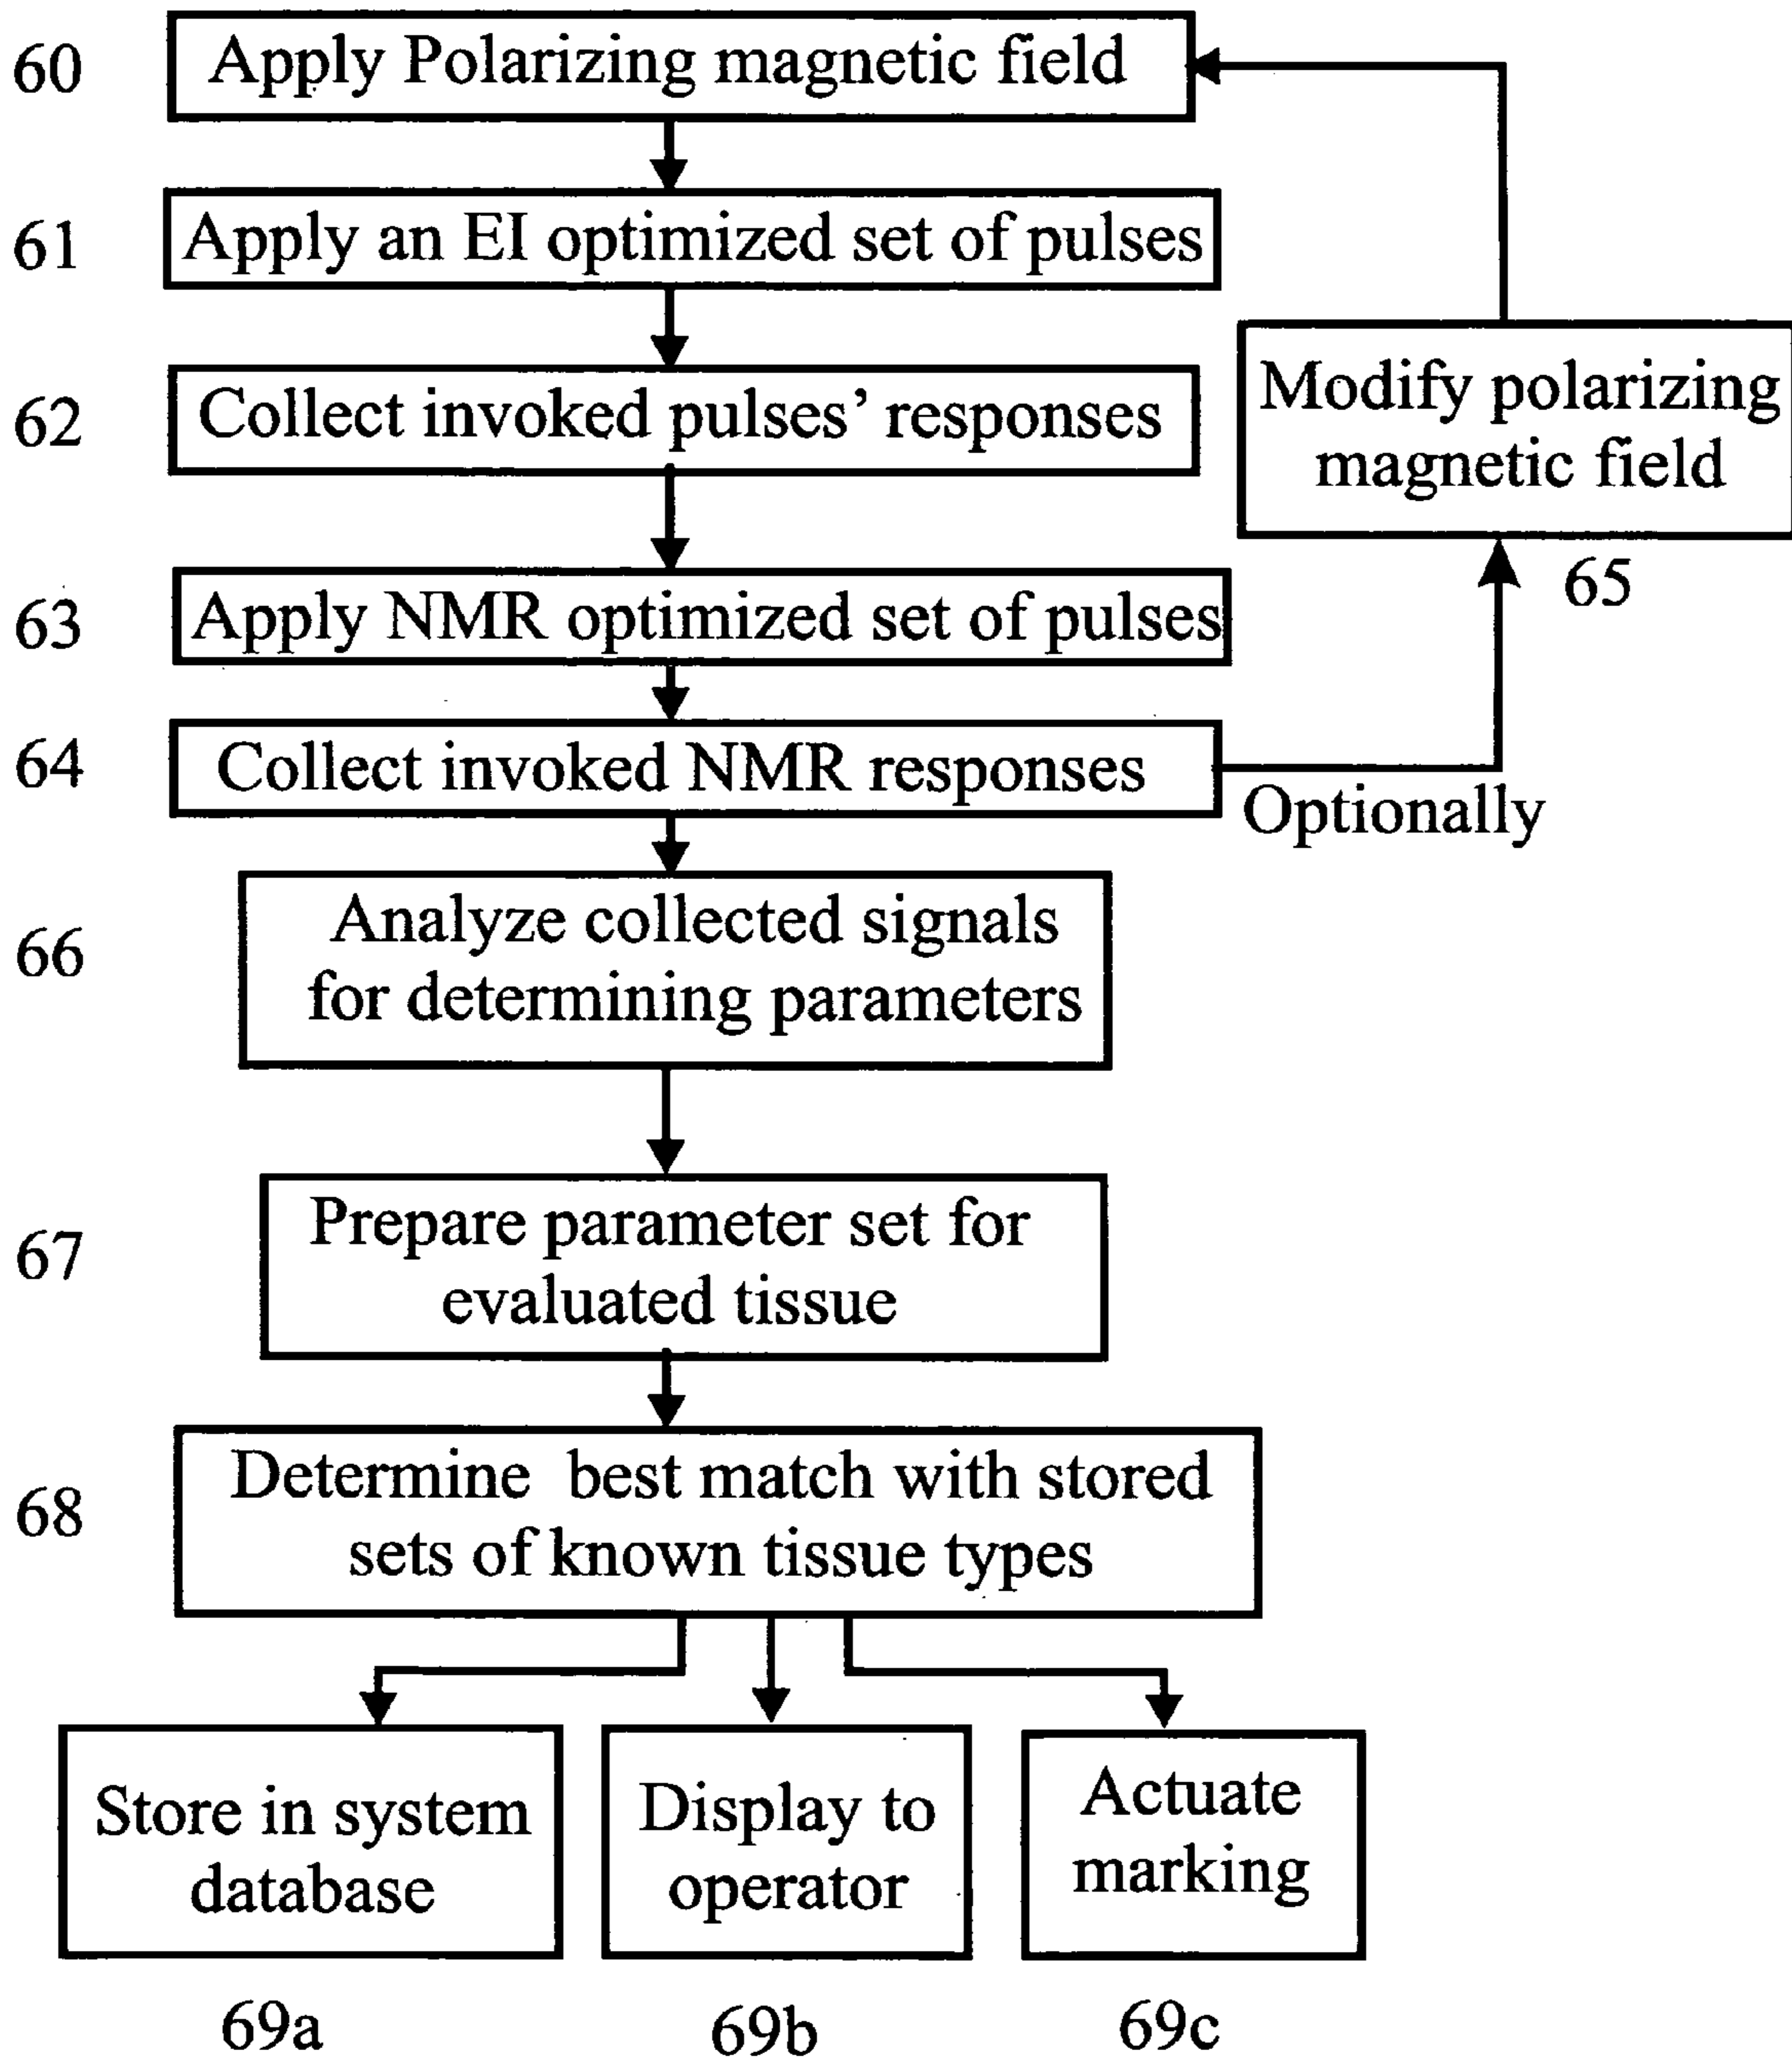 60
Apply Polarizing magnetic field
61
Apply an EI optimized set of pulses
62
Collect invoked pulses’ responses
Modify polarizing
magnetic field
65
63
Apply NMR optimized set of pulses
64
Collect invoked NMR responses
Optionally
66
Analyze collected signals
for determining parameters
67
Prepare parameter set for
evaluated tissue
68
Determine best match with stored
sets of known tissue types
Store in system
database
Display to
operator
Actuate
marking
69a
69b
69c